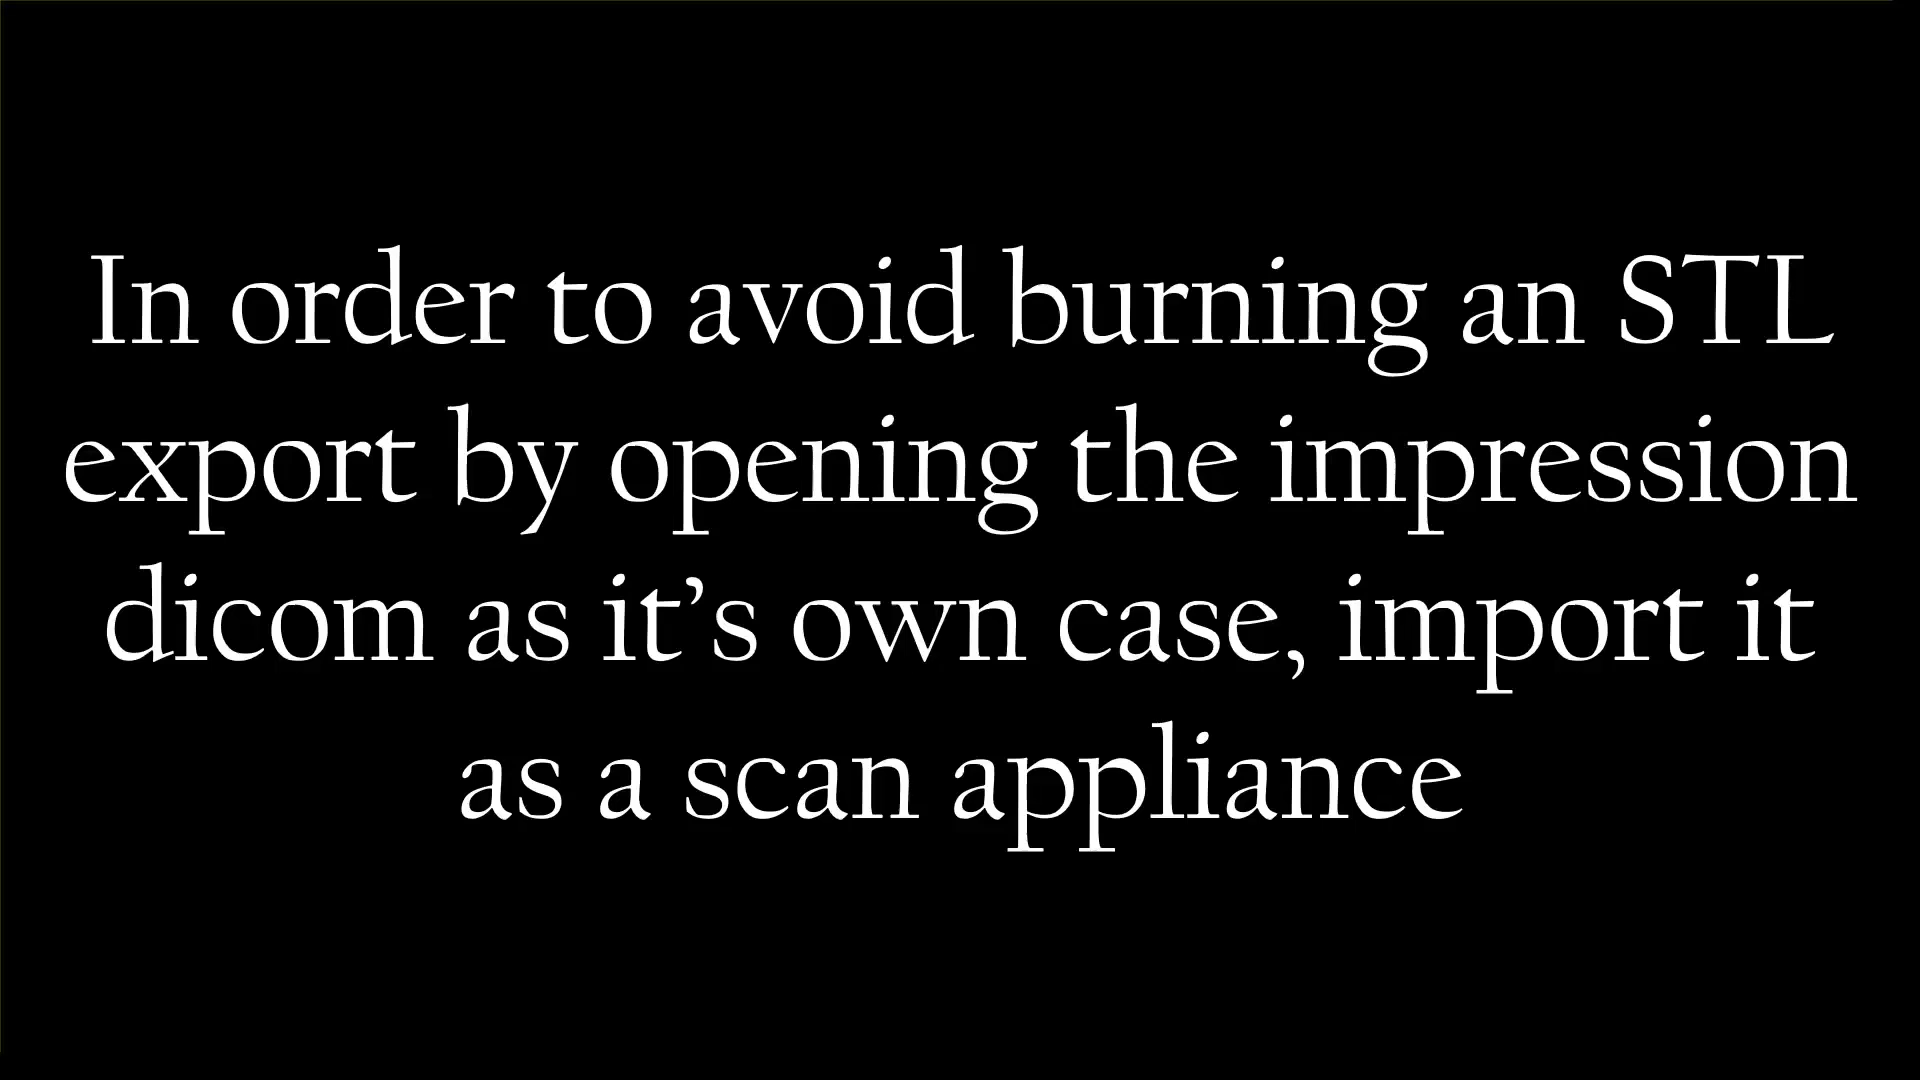 In order to avoid burning an STL
export by opening the impression
dicom as it’s own case, import it
as a scan appliance